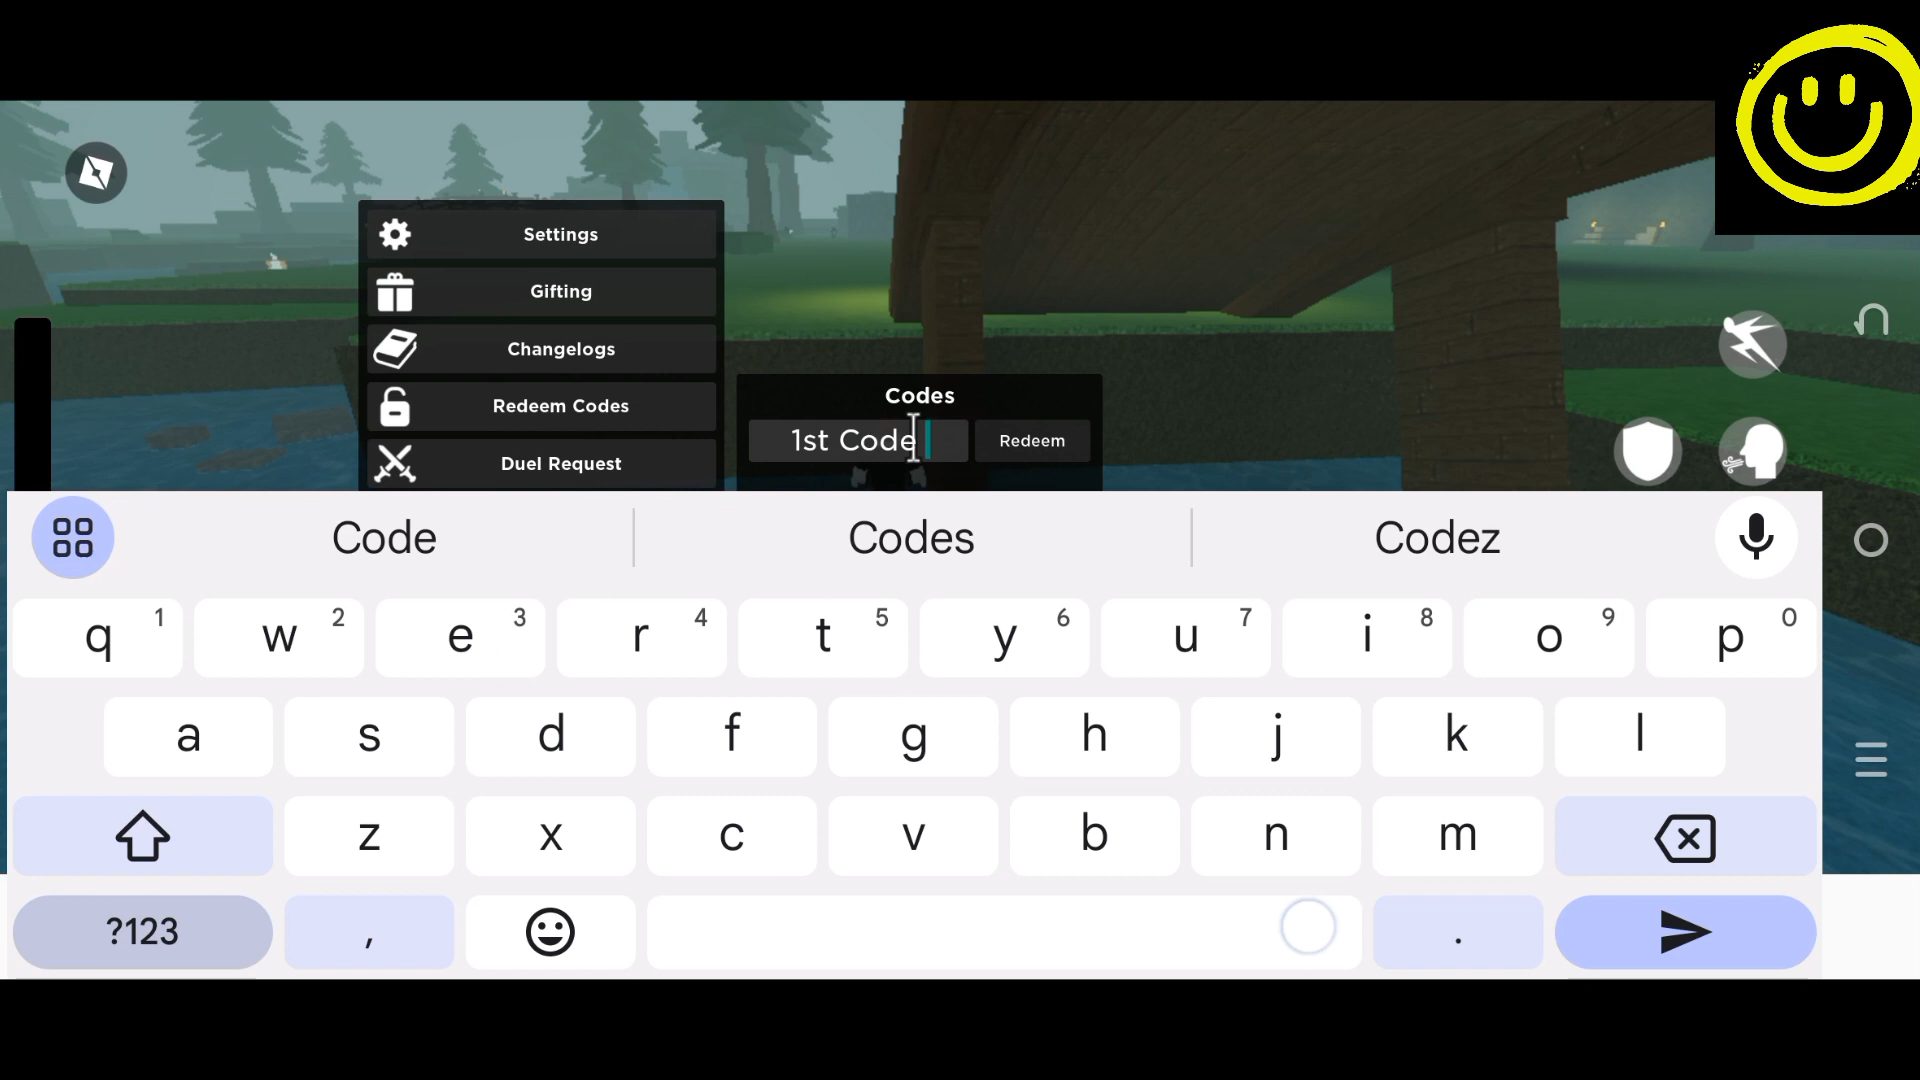 Settings
Gifting
Changelogs
Redeem Codes
Duel Request
Codes
1st Code
Redeem
Code Codes Codez
q 1 w 2 e 3 r 4 t 5 y 6 u 7 i 8 o 9 p 0
a s d f g h j k l
z x c v b n m
?123 , .